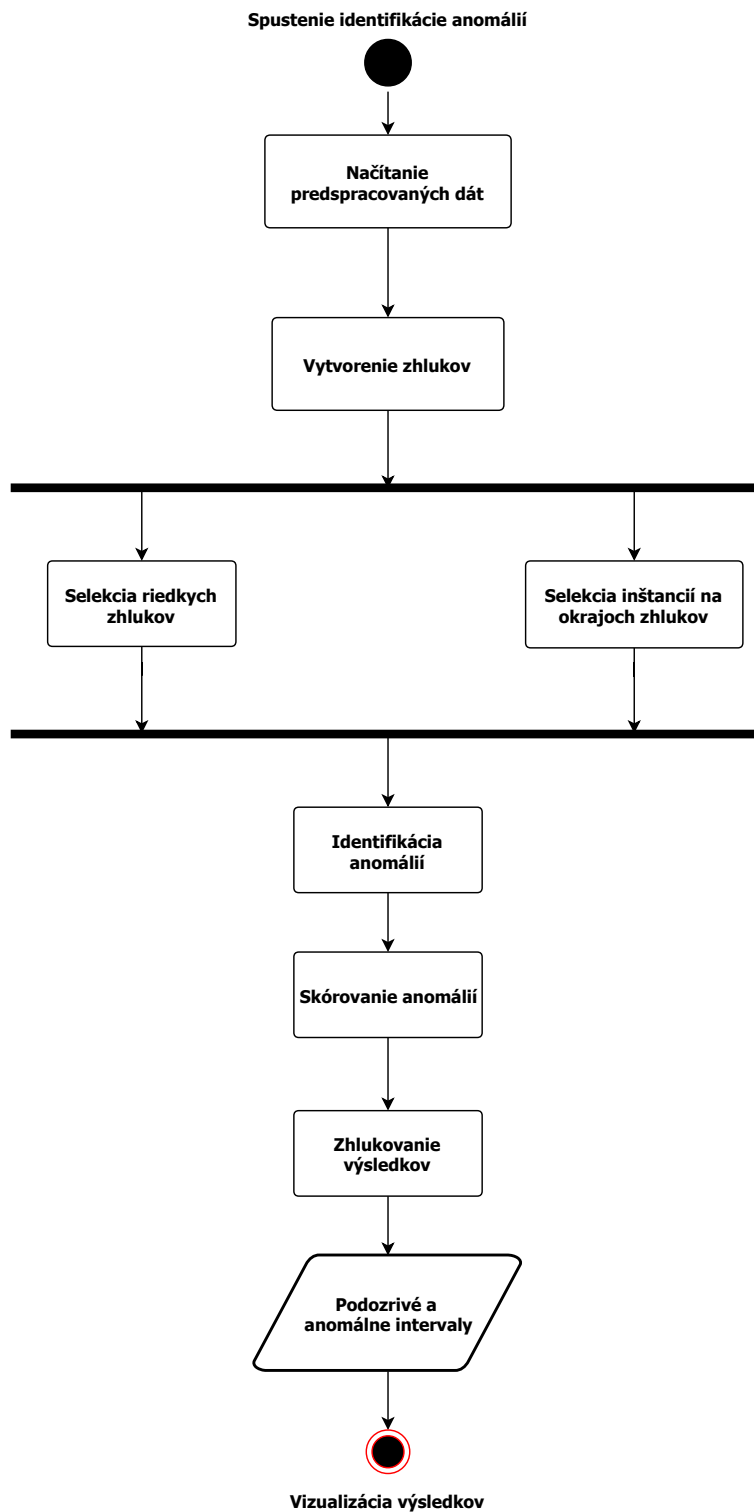 Spustenie identifikácie anomálií
Načítanie
predspracovaných dát
Vytvorenie zhlukov
Selekcia riedkych
zhlukov
Selekcia inštancií na
okrajoch zhlukov
Identifikácia
anomálií
Skórovanie anomálií
Zhlukovanie
výsledkov
Podozrivé a
anomálne intervaly
Vizualizácia výsledkov